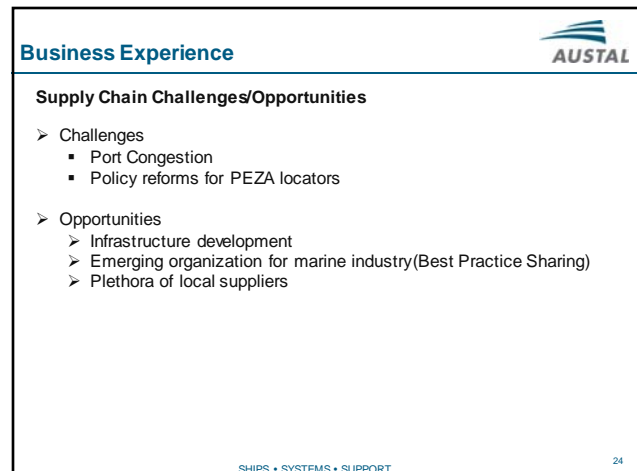 Business Experience
AUSTAL
Supply Chain Challenges/Opportunities
➢ Challenges
▪ Port Congestion
▪ Policy reforms for PEZA locators
➢ Opportunities
➢ Infrastructure development
➢ Emerging organization for marine industry(Best Practice Sharing)
➢ Plethora of local suppliers
SHIPS • SYSTEMS • SUPPORT
24